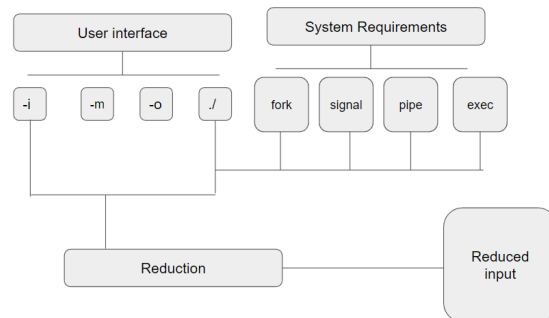 User interface
System Requirements
-i
-m
-o
./
fork
signal
pipe
exec
Reduction
Reduced
input